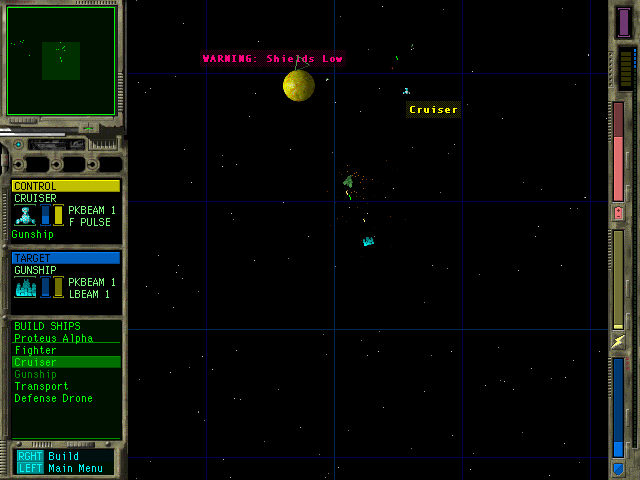 WARNING: Shields Low
Cruiser
CONTROL
CRUISER
PKBEAM 1
F PULSE
Gunship
TARGET
GUNSHIP
PKBEAM 1
LBEAM 1
BUILD SHIPS
Proteus Alpha
Fighter
Cruiser
Gunship
Transport
Defense Drone
RGHT Build
LEFT Main Menu